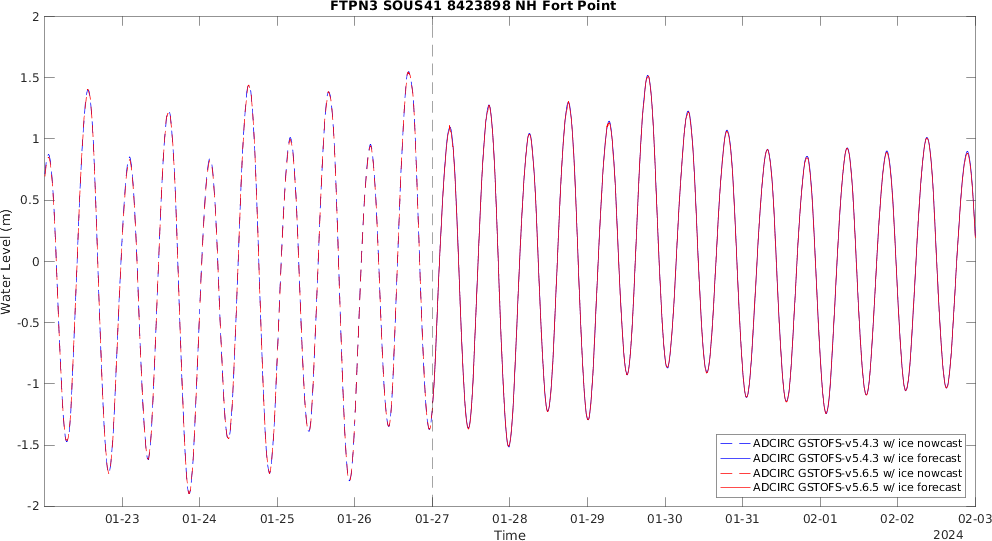 FTPN3 SOUS41 8423898 NH Fort Point
2
1.5
1
0.5
0
-0.5
-1
-1.5
-2
Water Level (m)
ADCIRC GSTOFS-v5.4.3 w/ ice nowcast
ADCIRC GSTOFS-v5.4.3 w/ ice forecast
ADCIRC GSTOFS-v5.6.5 w/ ice nowcast
ADCIRC GSTOFS-v5.6.5 w/ ice forecast
01-23 01-24 01-25 01-26 01-27 01-28 01-29 01-30 01-31 02-01 02-02 02-03
Time
2024